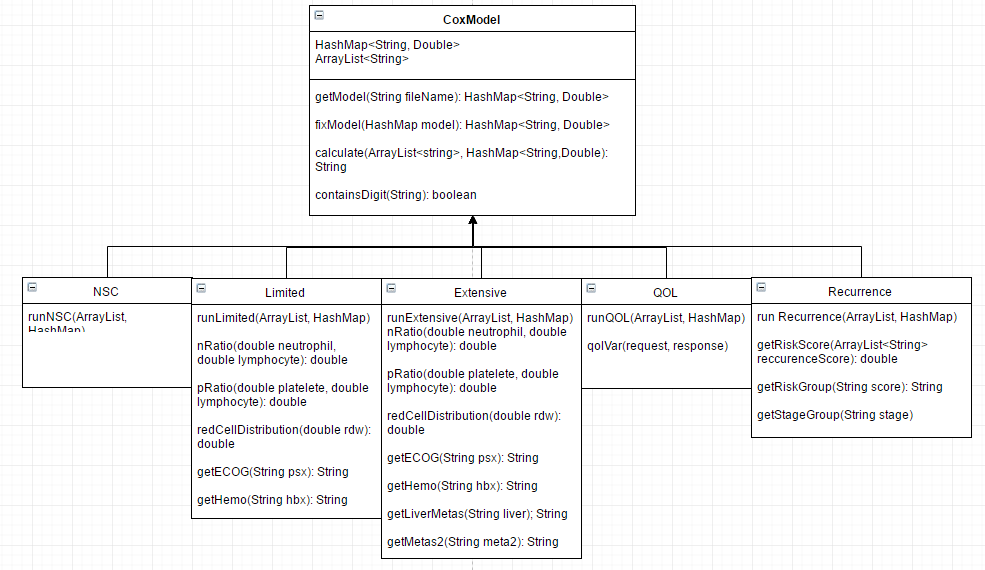 CoxModel
HashMap<String, Double>
ArrayList<String>
getModel(String fileName): HashMap<String, Double>
fixModel(HashMap model): HashMap<String, Double>
calculate(ArrayList<string>, HashMap<String,Double):
String
containsDigit(String): boolean
NSC
runNSC(ArrayList,
HashMap)
Limited
runLimited(ArrayList, HashMap)
nRatio(double neutrophil,
double lymphocyte): double
pRatio(double platelete, double
lymphocyte): double
redCellDistribution(double rdw):
double
getECOG(String psx): String
getHemo(String hbx): String
Extensive
runExtensive(ArrayList, HashMap)
nRatio(double neutrophil, double
lymphocyte): double
pRatio(double platelete, double
lymphocyte): double
redCellDistribution(double rdw):
double
getECOG(String psx): String
getHemo(String hbx): String
getLiverMetas(String liver); String
getMetas2(String meta2): String
QOL
runQOL(ArrayList, HashMap)
qolVar(request, response)
Recurrence
run Recurrence(ArrayList, HashMap)
getRiskScore(ArrayList<String>
reccurenceScore): double
getRiskGroup(String score): String
getStageGroup(String stage)